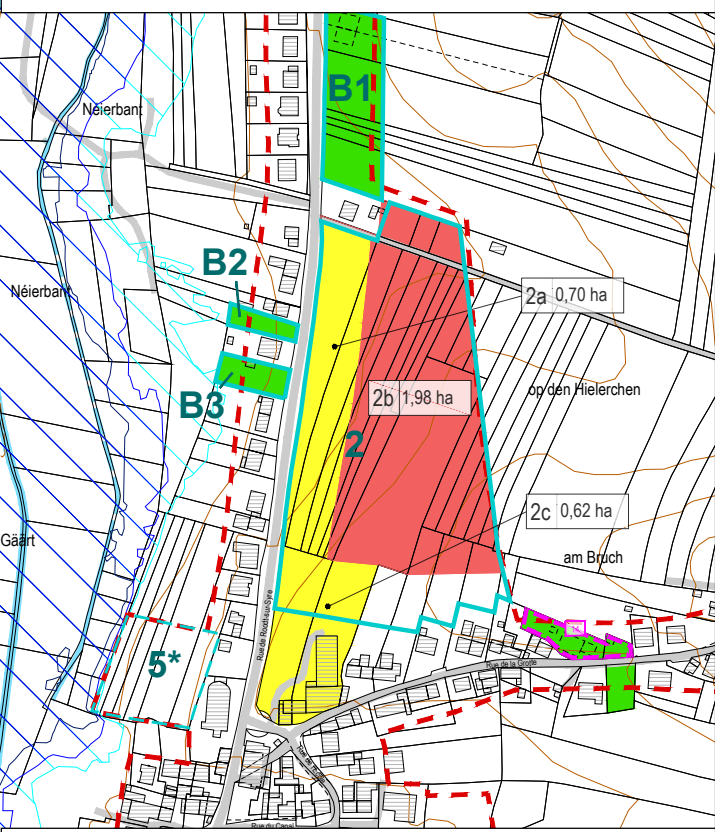 B1
Néierbant
B2
Néierbant
2a 0,70 ha
B3
2b 1,98 ha
op den Hielerchen
2
2c 0,62 ha
Gäärt
am Bruch
Rue de Roodt-sur-Syre
5*
Rue de la Grotte
Rue du Canal